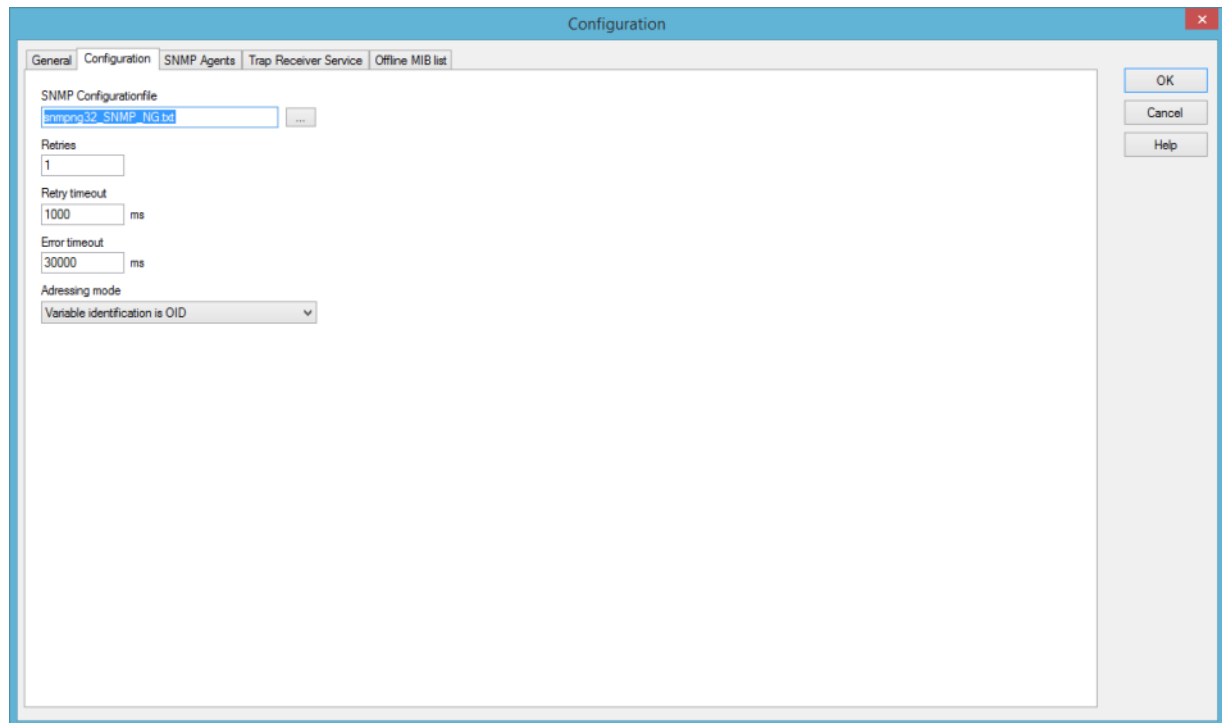 Configuration
General Configuration SNMP Agents Trap Receiver Service Offline MIB list
OK
Cancel
Help
SNMP Configurationfile
snmpng32_SNMP_NG.txt
...
Retries
1
Retry timeout
1000 ms
Error timeout
30000 ms
Adressing mode
Variable identification is OID